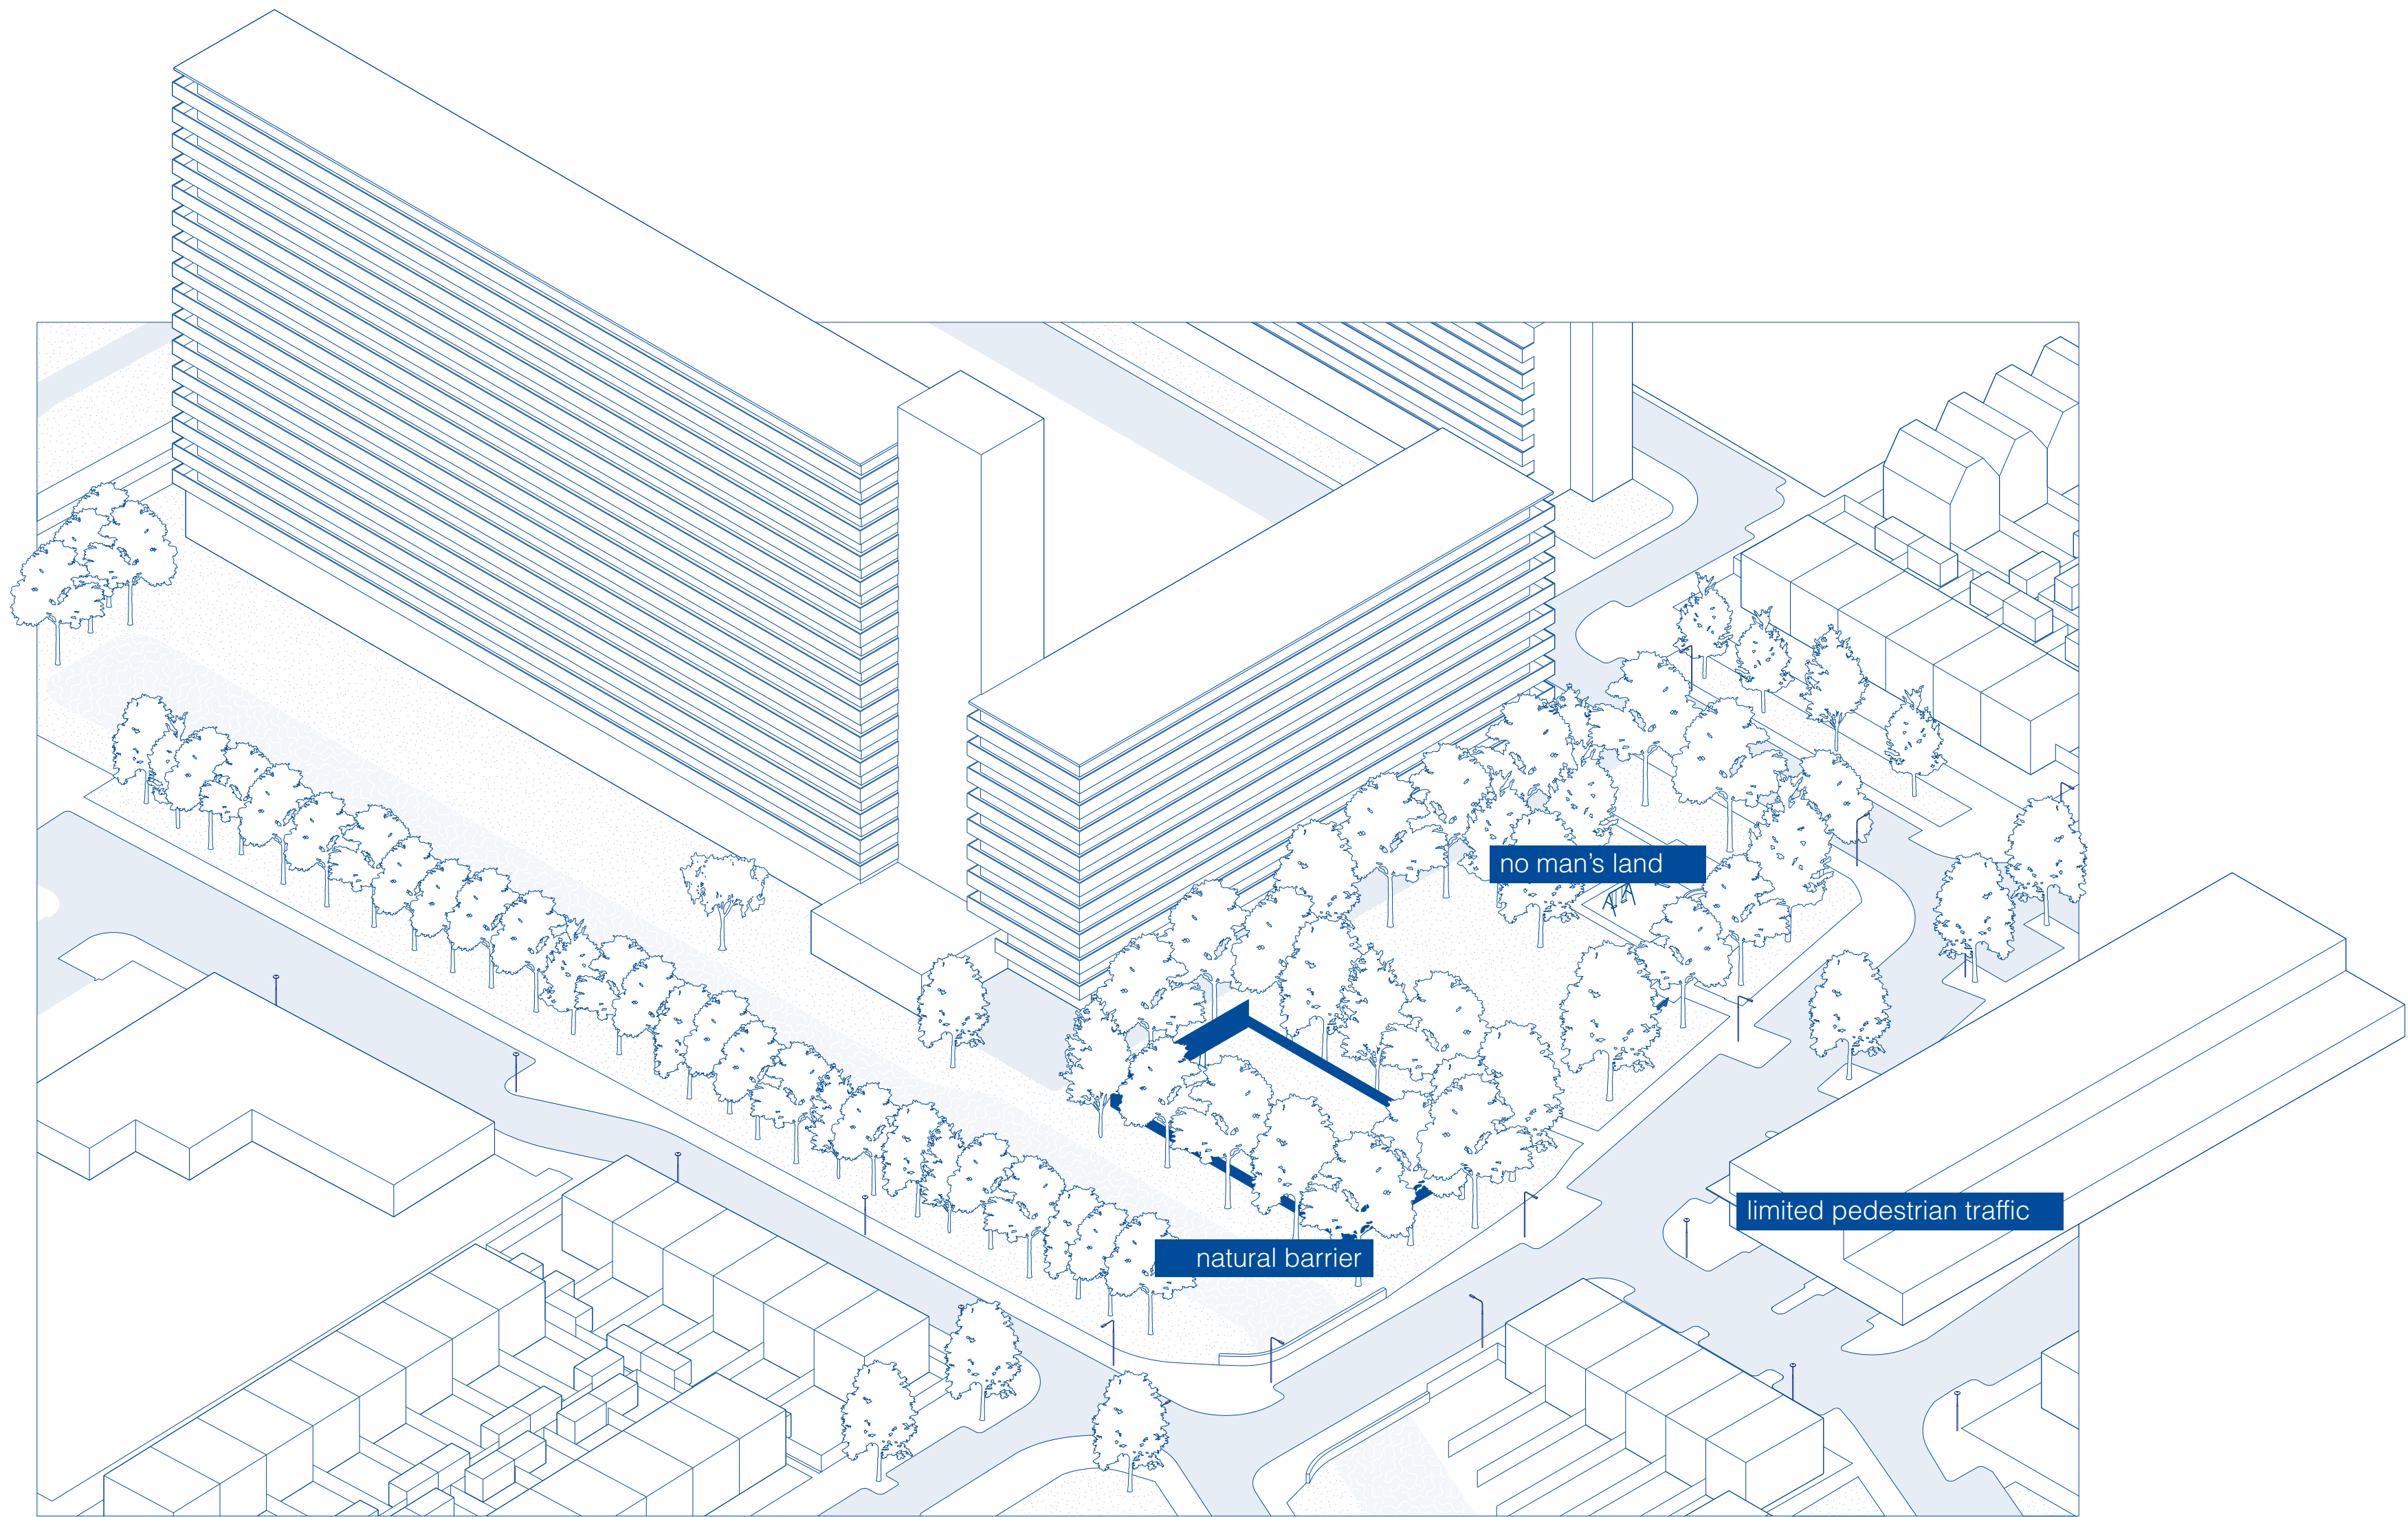 no man’s land
limited pedestrian traffic
natural barrier